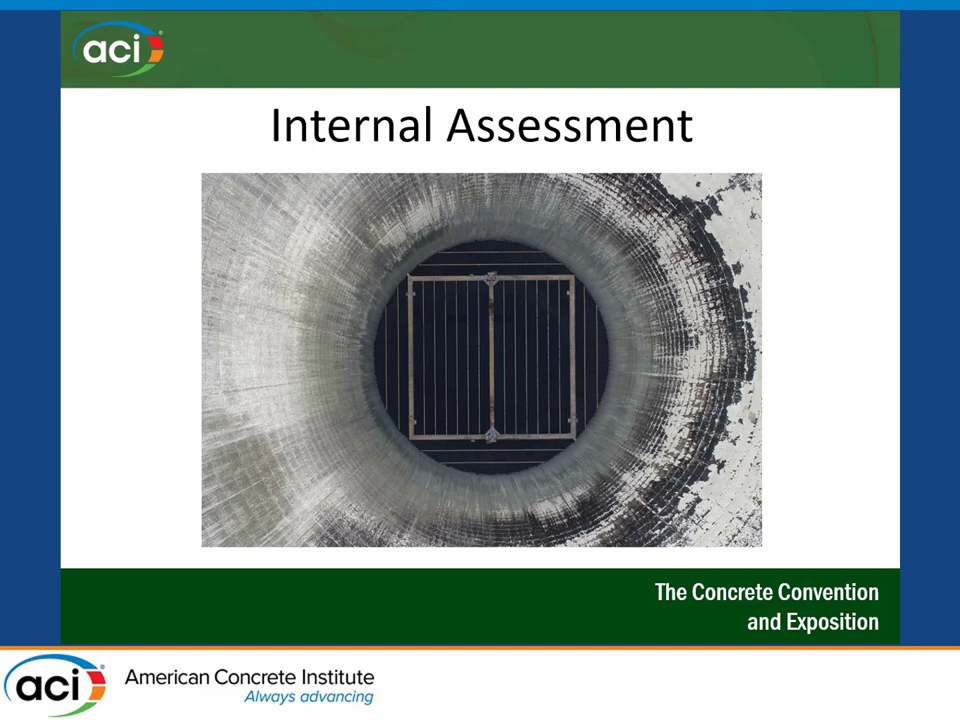 aci
Internal Assessment
The Concrete Convention
and Exposition
aci
American Concrete Institute
Always advancing